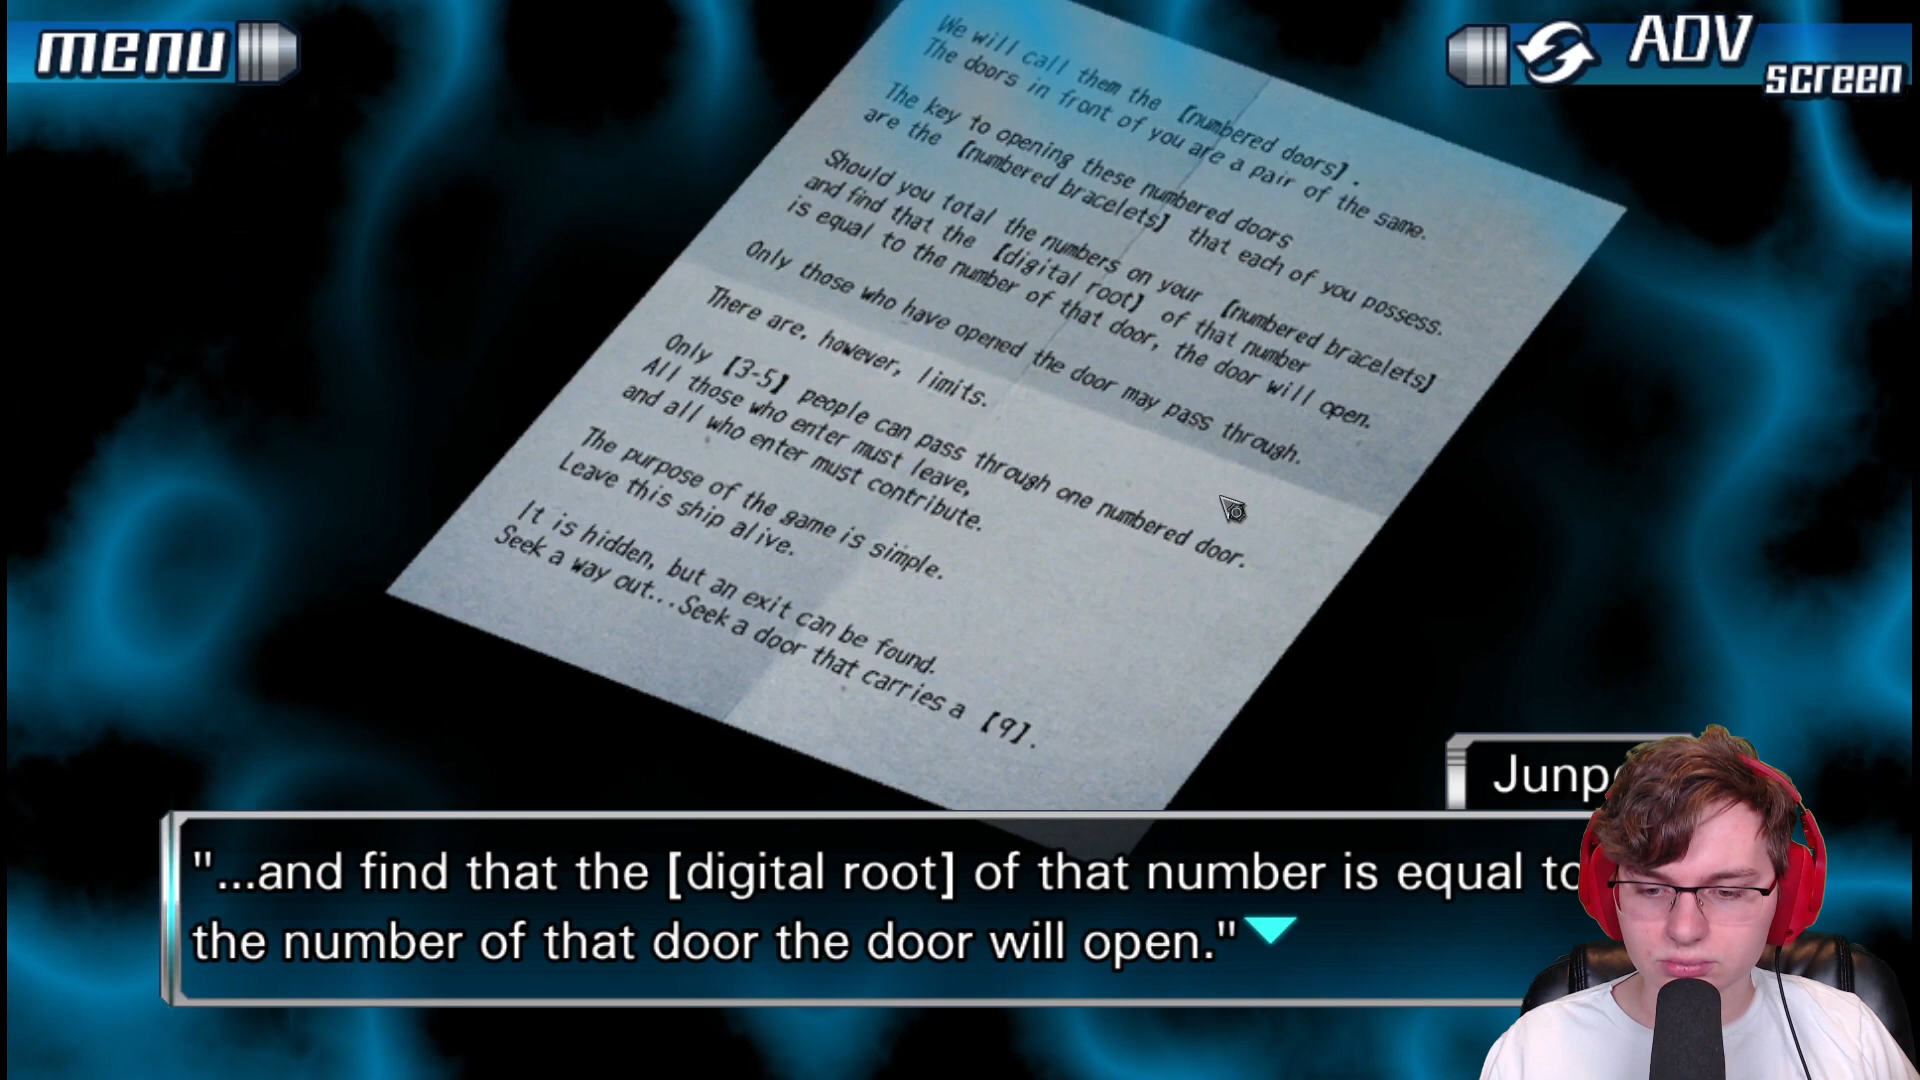 menu
ADV
screen
We will call them the [numbered doors].
The doors in front of you are a pair of the same.
The key to opening these numbered doors
are the [numbered bracelets] that each of you possess.
Should you total the numbers on your [numbered bracelets]
and find that the [digital root] of that number
is equal to the number of that door, the door will open.
Only those who have opened the door may pass through.
There are, however, limits.
Only [3-5] people can pass through one numbered door.
All those who enter must leave,
and all who enter must contribute.
The purpose of the game is simple.
Leave this ship alive.
It is hidden, but an exit can be found.
Seek a way out...Seek a door that carries a [9].
"...and find that the [digital root] of that number is equal to
the number of that door the door will open."